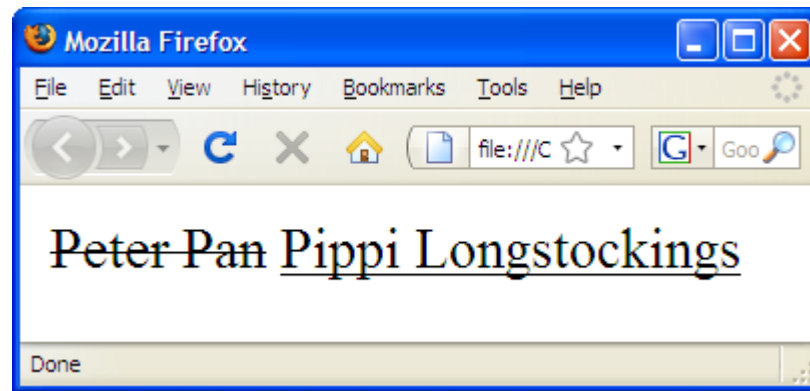 Mozilla Firefox
File Edit View History Bookmarks Tools Help
file:///C G Goo
Peter Pan Pippi Longstockings
Done